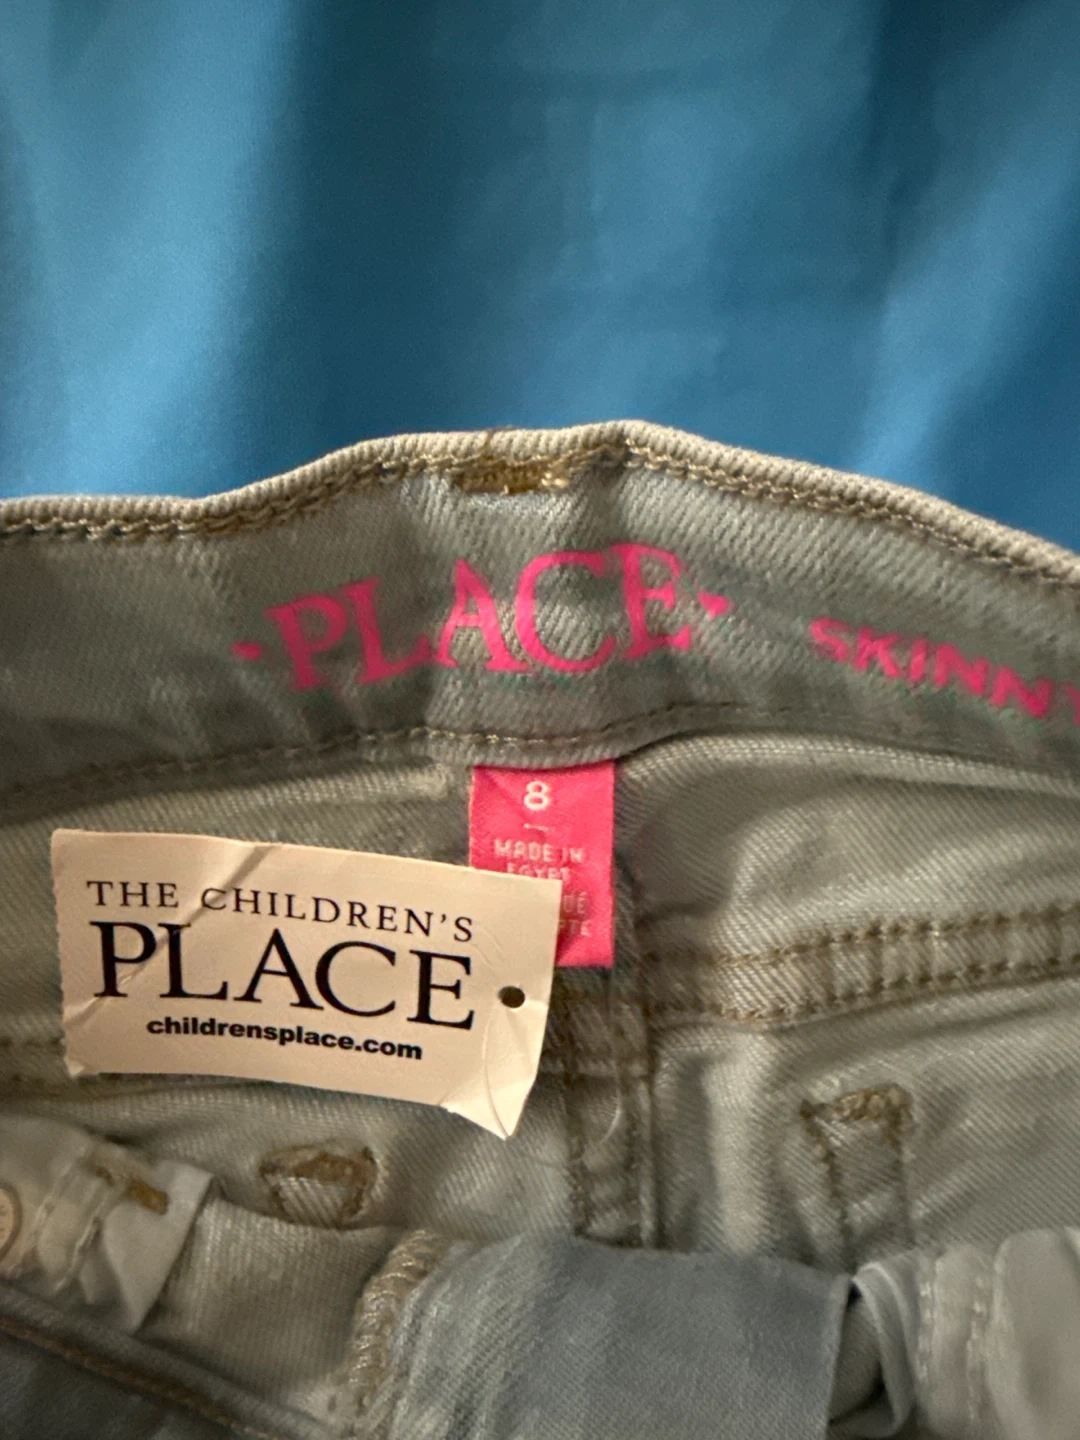 PLACE
SKINNY
8
MADE IN
EGYPT
THE CHILDREN'S
PLACE
childrensplace.com